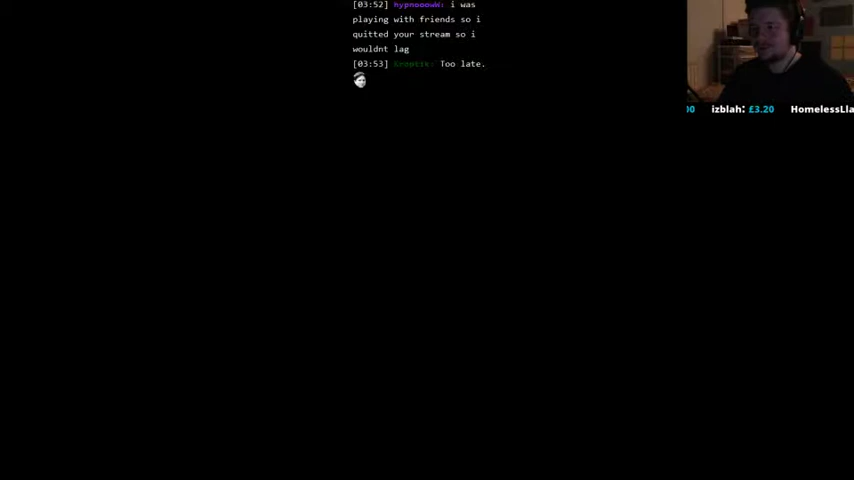 [03:52] hypnooowW: i was
playing with friends so i
quitted your stream so i
wouldnt lag
[03:53] Too late.
00 izblah: £3.20 HomelessLla